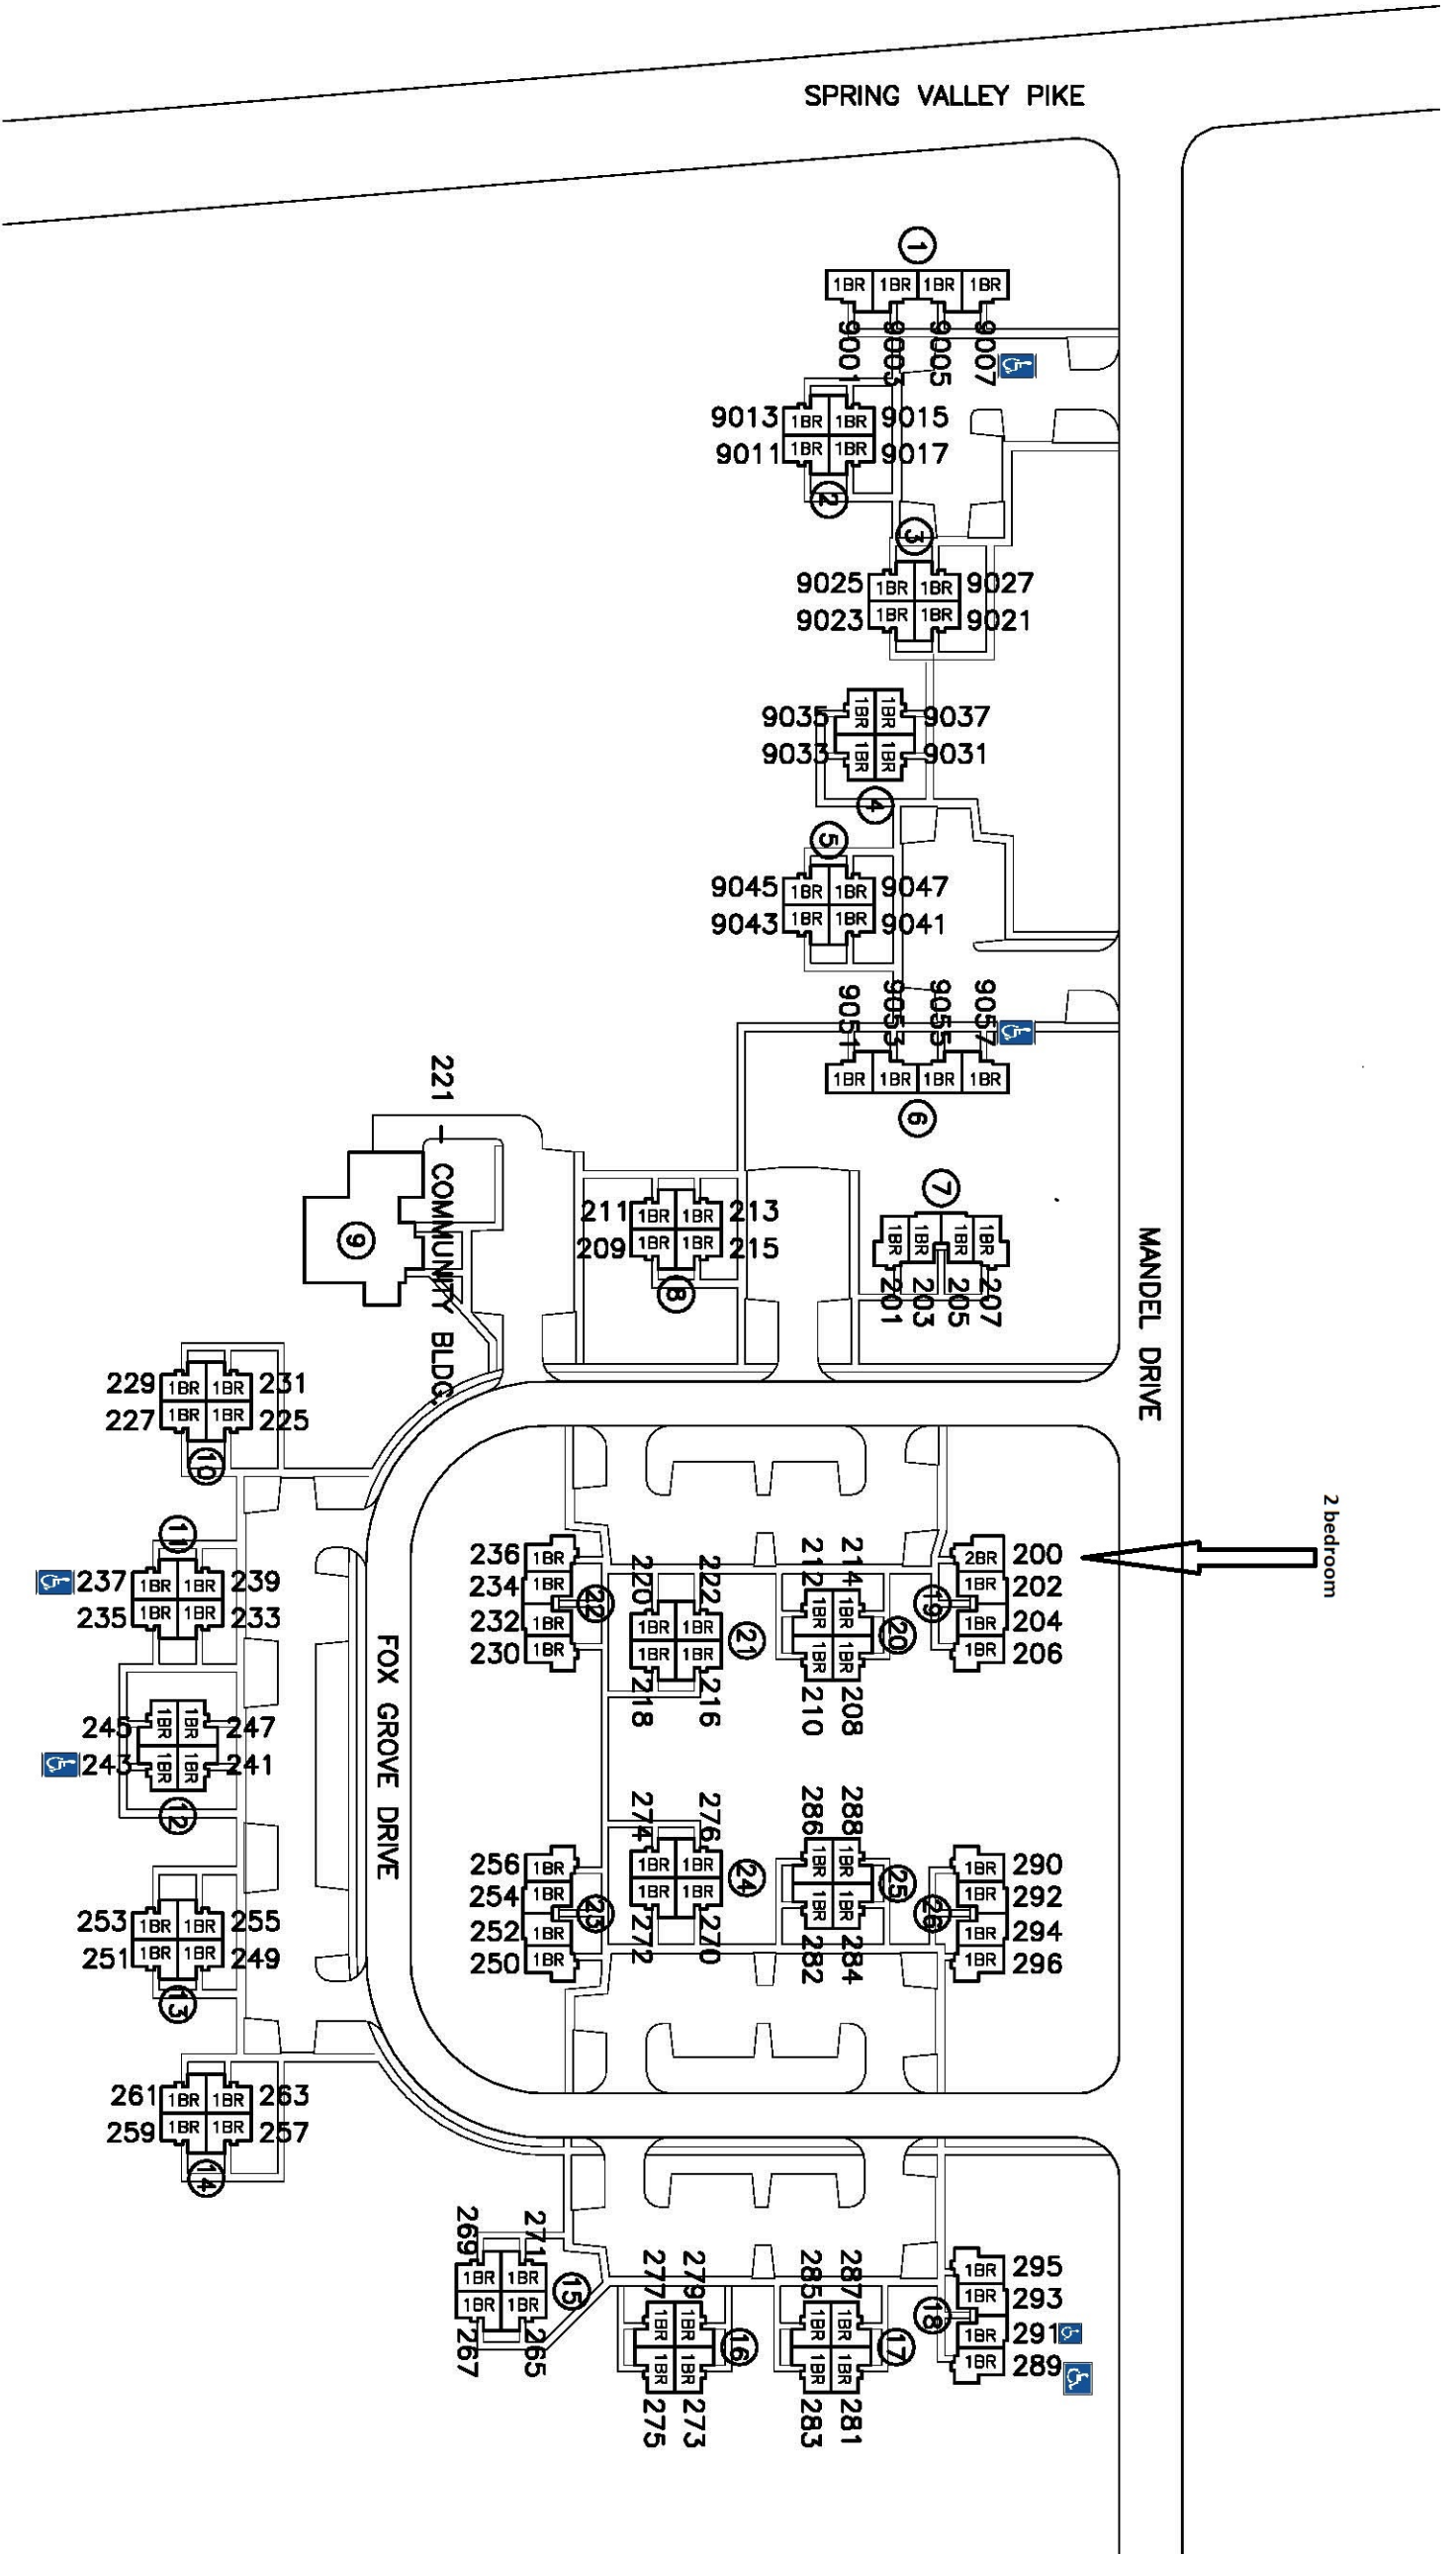 SPRING VALLEY PIKE
1
1BR 1BR 1BR 1BR
9001 9003 9005 9007
9013 1BR 1BR 9015
9011 1BR 1BR 9017
2
3
9025 1BR 1BR 9027
9023 1BR 1BR 9021
9035 1BR 1BR 9037
9033 1BR 1BR 9031
4
5
9045 1BR 1BR 9047
9043 1BR 1BR 9041
9051 9053 9055 9057
1BR 1BR 1BR 1BR
6
221 - COMMUNITY BLDG.
9
7
1BR 1BR 1BR 1BR
201 203 205 207
211 1BR 1BR 213
209 1BR 1BR 215
8
MANDEL DRIVE
229 1BR 1BR 231
227 1BR 1BR 225
10
2 bedroom
11
237 1BR 1BR 239
235 1BR 1BR 233
236 1BR
234 1BR
22
232 1BR
230 1BR
220 222
1BR 1BR
1BR 1BR
218 216
21
212 214
1BR 1BR
1BR 1BR
210 208
20
2BR 200
1BR 202
19
1BR 204
1BR 206
FOX GROVE DRIVE
245 1BR 1BR 247
243 1BR 1BR 241
12
253 1BR 1BR 255
251 1BR 1BR 249
13
256 1BR
254 1BR
23
252 1BR
250 1BR
274 276
1BR 1BR
1BR 1BR
272 270
24
286 288
1BR 1BR
1BR 1BR
282 284
25
1BR 290
1BR 292
26
1BR 294
1BR 296
261 1BR 1BR 263
259 1BR 1BR 257
14
269 271
1BR 1BR
1BR 1BR
267 265
15
277 279
1BR 1BR
1BR 1BR
275 273
16
285 287
1BR 1BR
1BR 1BR
283 281
17
1BR 295
1BR 293
18
1BR 291
1BR 289